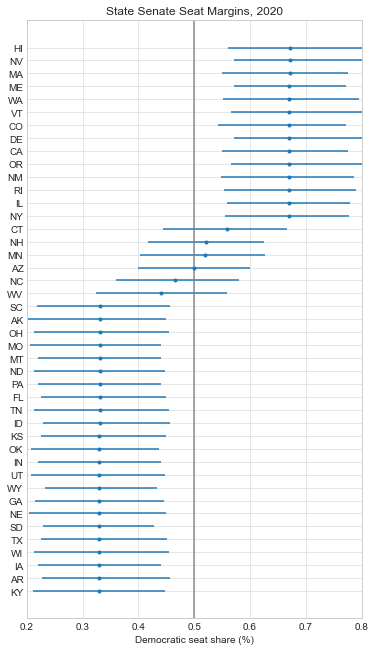 State Senate Seat Margins, 2020
HI
NV
MA
ME
WA
VT
CO
DE
CA
OR
NM
RI
IL
NY
CT
NH
MN
AZ
NC
WV
SC
AK
OH
MO
MT
ND
PA
FL
TN
ID
KS
OK
IN
UT
WY
GA
NE
SD
TX
WI
IA
AR
KY
0.2 0.3 0.4 0.5 0.6 0.7 0.8
Democratic seat share (%)